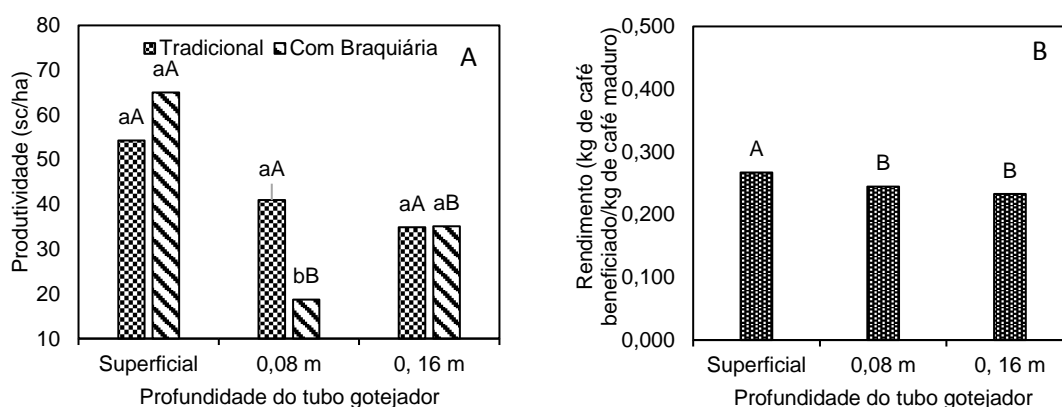 80
70
60
50
40
30
20
10
Produtividade (sc/ha)
Tradicional
Com Braquiária
A
aA
aA
aA
bB
aA
aB
Superficial
0,08 m
0, 16 m
Profundidade do tubo gotejador
0,500
0,400
0,300
0,200
0,100
0,000
Rendimento (kg de café
beneficiado/kg de café maduro)
B
A
B
B
Superficial
0,08 m
0, 16 m
Profundidade do tubo gotejador